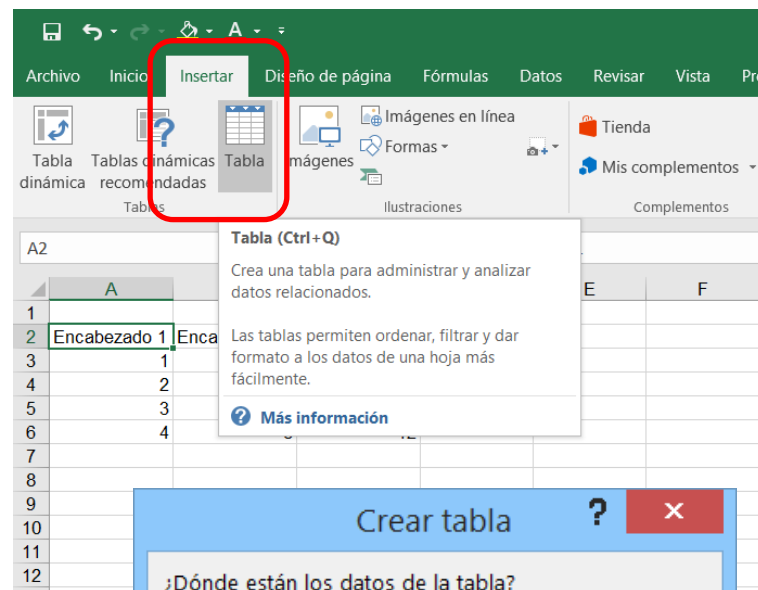 A
Archivo Inicio Insertar Diseño de página Fórmulas Datos Revisar Vista
Tabla dinámica
Tablas dinámicas recomendadas
Tabla
Imágenes
Imágenes en línea
Formas
Tienda
Mis complementos
Tablas
Ilustraciones
Complementos
A2
Tabla (Ctrl+Q)
Crea una tabla para administrar y analizar
datos relacionados.
Las tablas permiten ordenar, filtrar y dar
formato a los datos de una hoja más
fácilmente.
Más información
A E F
1
2 Encabezado 1
3 1
4 2
5 3
6 4
7
8
9
10
11
12
Crear tabla ?
¿Dónde están los datos de la tabla?